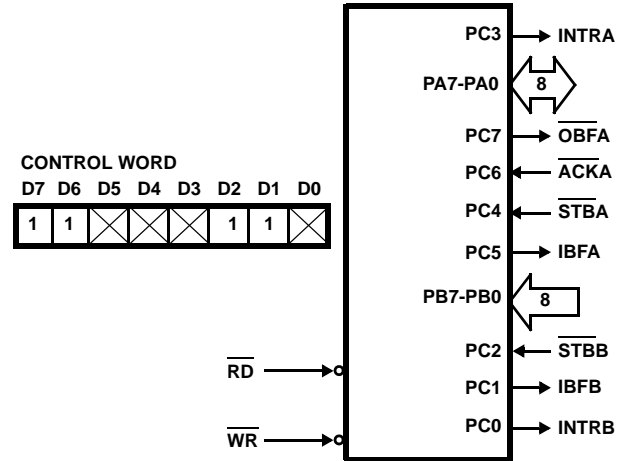 PC3 INTRA
PA7-PA0 8
PC7 OBFA
CONTROL WORD
PC6 ACKA
D7 D6 D5 D4 D3 D2 D1 D0
PC4 STBA
1 1 1 1
PC5 IBFA
PB7-PB0 8
PC2 STBB
RD
PC1 IBFB
PC0 INTRB
WR